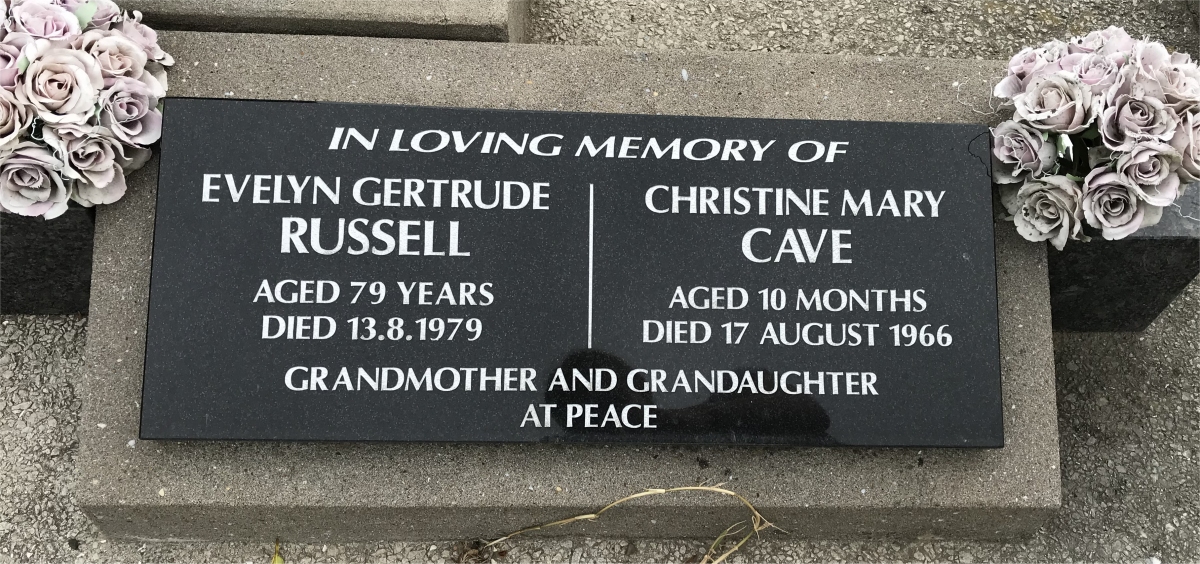 IN LOVING MEMORY OF
EVELYN GERTRUDE
RUSSELL
AGED 79 YEARS
DIED 13.8.1979
CHRISTINE MARY
CAVE
AGED 10 MONTHS
DIED 17 AUGUST 1966
GRANDMOTHER AND GRANDAUGHTER
AT PEACE